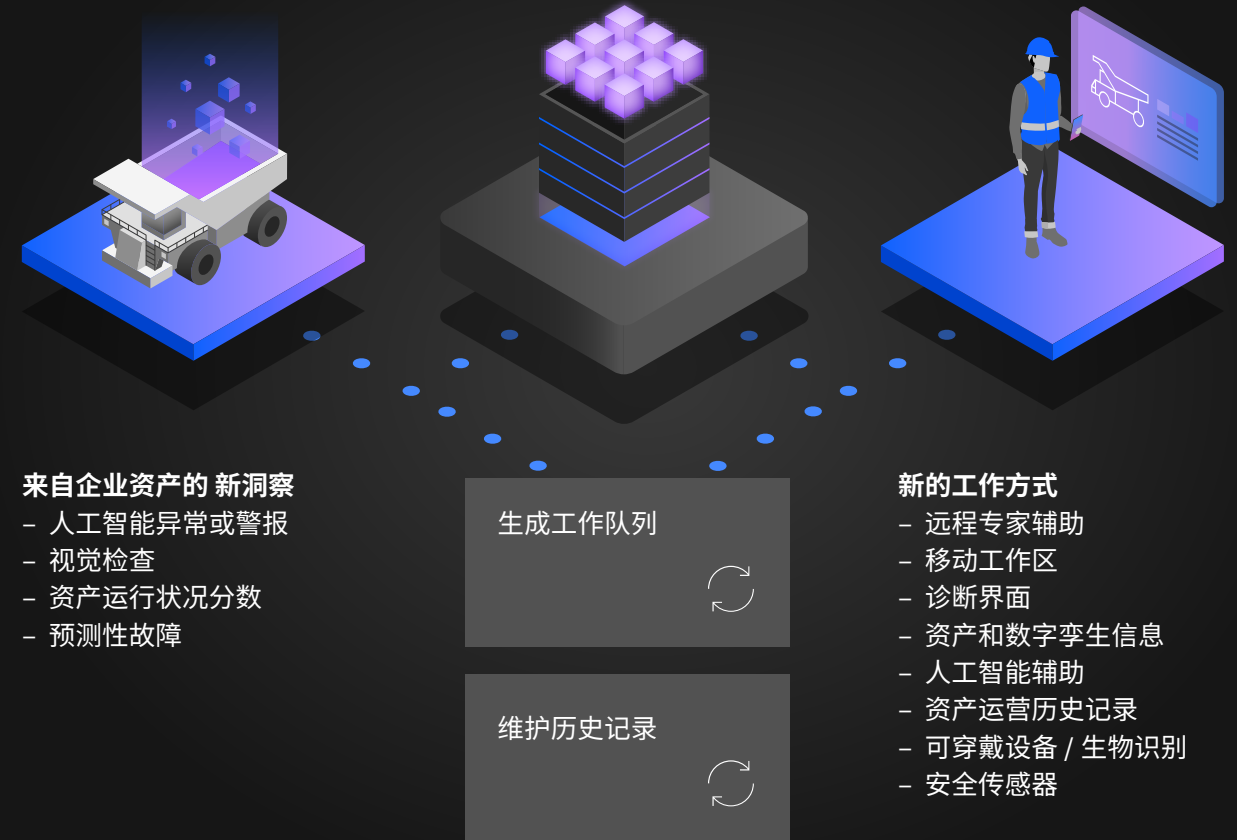 来自企业资产的 新洞察
– 人工智能异常或警报
– 视觉检查
– 资产运行状况分数
– 预测性故障
生成工作队列
维护历史记录
新的工作方式
– 远程专家辅助
– 移动工作区
– 诊断界面
– 资产和数字孪生信息
– 人工智能辅助
– 资产运营历史记录
– 可穿戴设备 / 生物识别
– 安全传感器